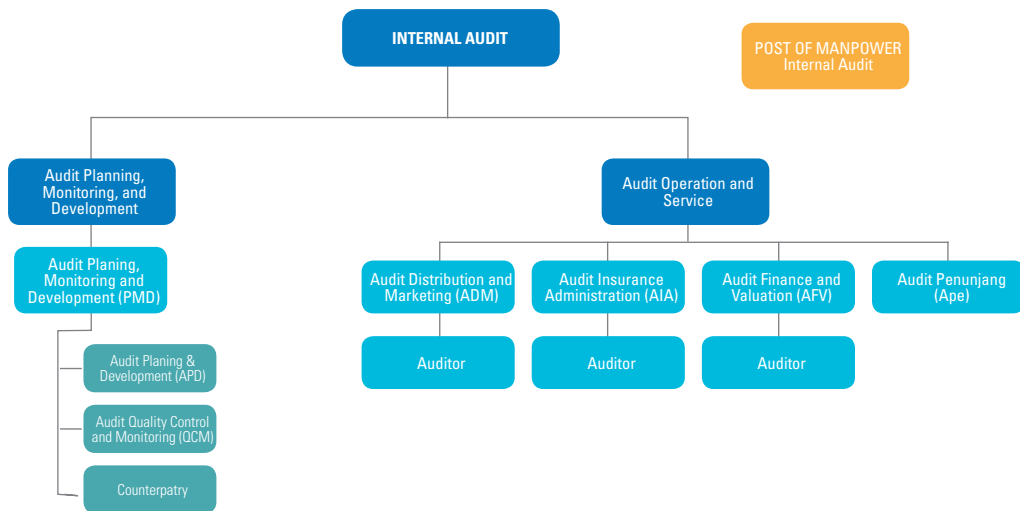 INTERNAL AUDIT
POST OF MANPOWER
Internal Audit
Audit Planning,
Monitoring, and
Development
Audit Operation and
Service
Audit Planing,
Monitoring and
Development (PMD)
Audit Distribution and
Marketing (ADM)
Audit Insurance
Administration (AIA)
Audit Finance and
Valuation (AFV)
Audit Penunjang
(Ape)
Auditor
Auditor
Auditor
Audit Planing &
Development (APD)
Audit Quality Control
and Monitoring (QCM)
Counterpatry